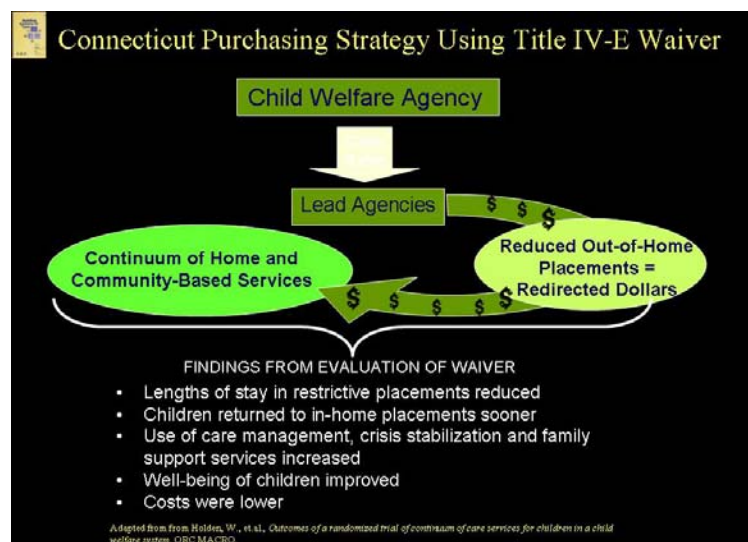 Connecticut Purchasing Strategy Using Title IV-E Waiver
Child Welfare Agency
Lead Agencies
$ $ $
Reduced Out-of-Home
Placements =
Redirected Dollars
Continuum of Home and
Community-Based Services
$ $ $ $ $
FINDINGS FROM EVALUATION OF WAIVER
• Lengths of stay in restrictive placements reduced
• Children returned to in-home placements sooner
• Use of care management, crisis stabilization and family
support services increased
• Well-being of children improved
• Costs were lower
Adapted from from Holden, W., et.al., Outcomes of a randomized trial of continuum of care services for children in a child
welfare system. ORC MACRO